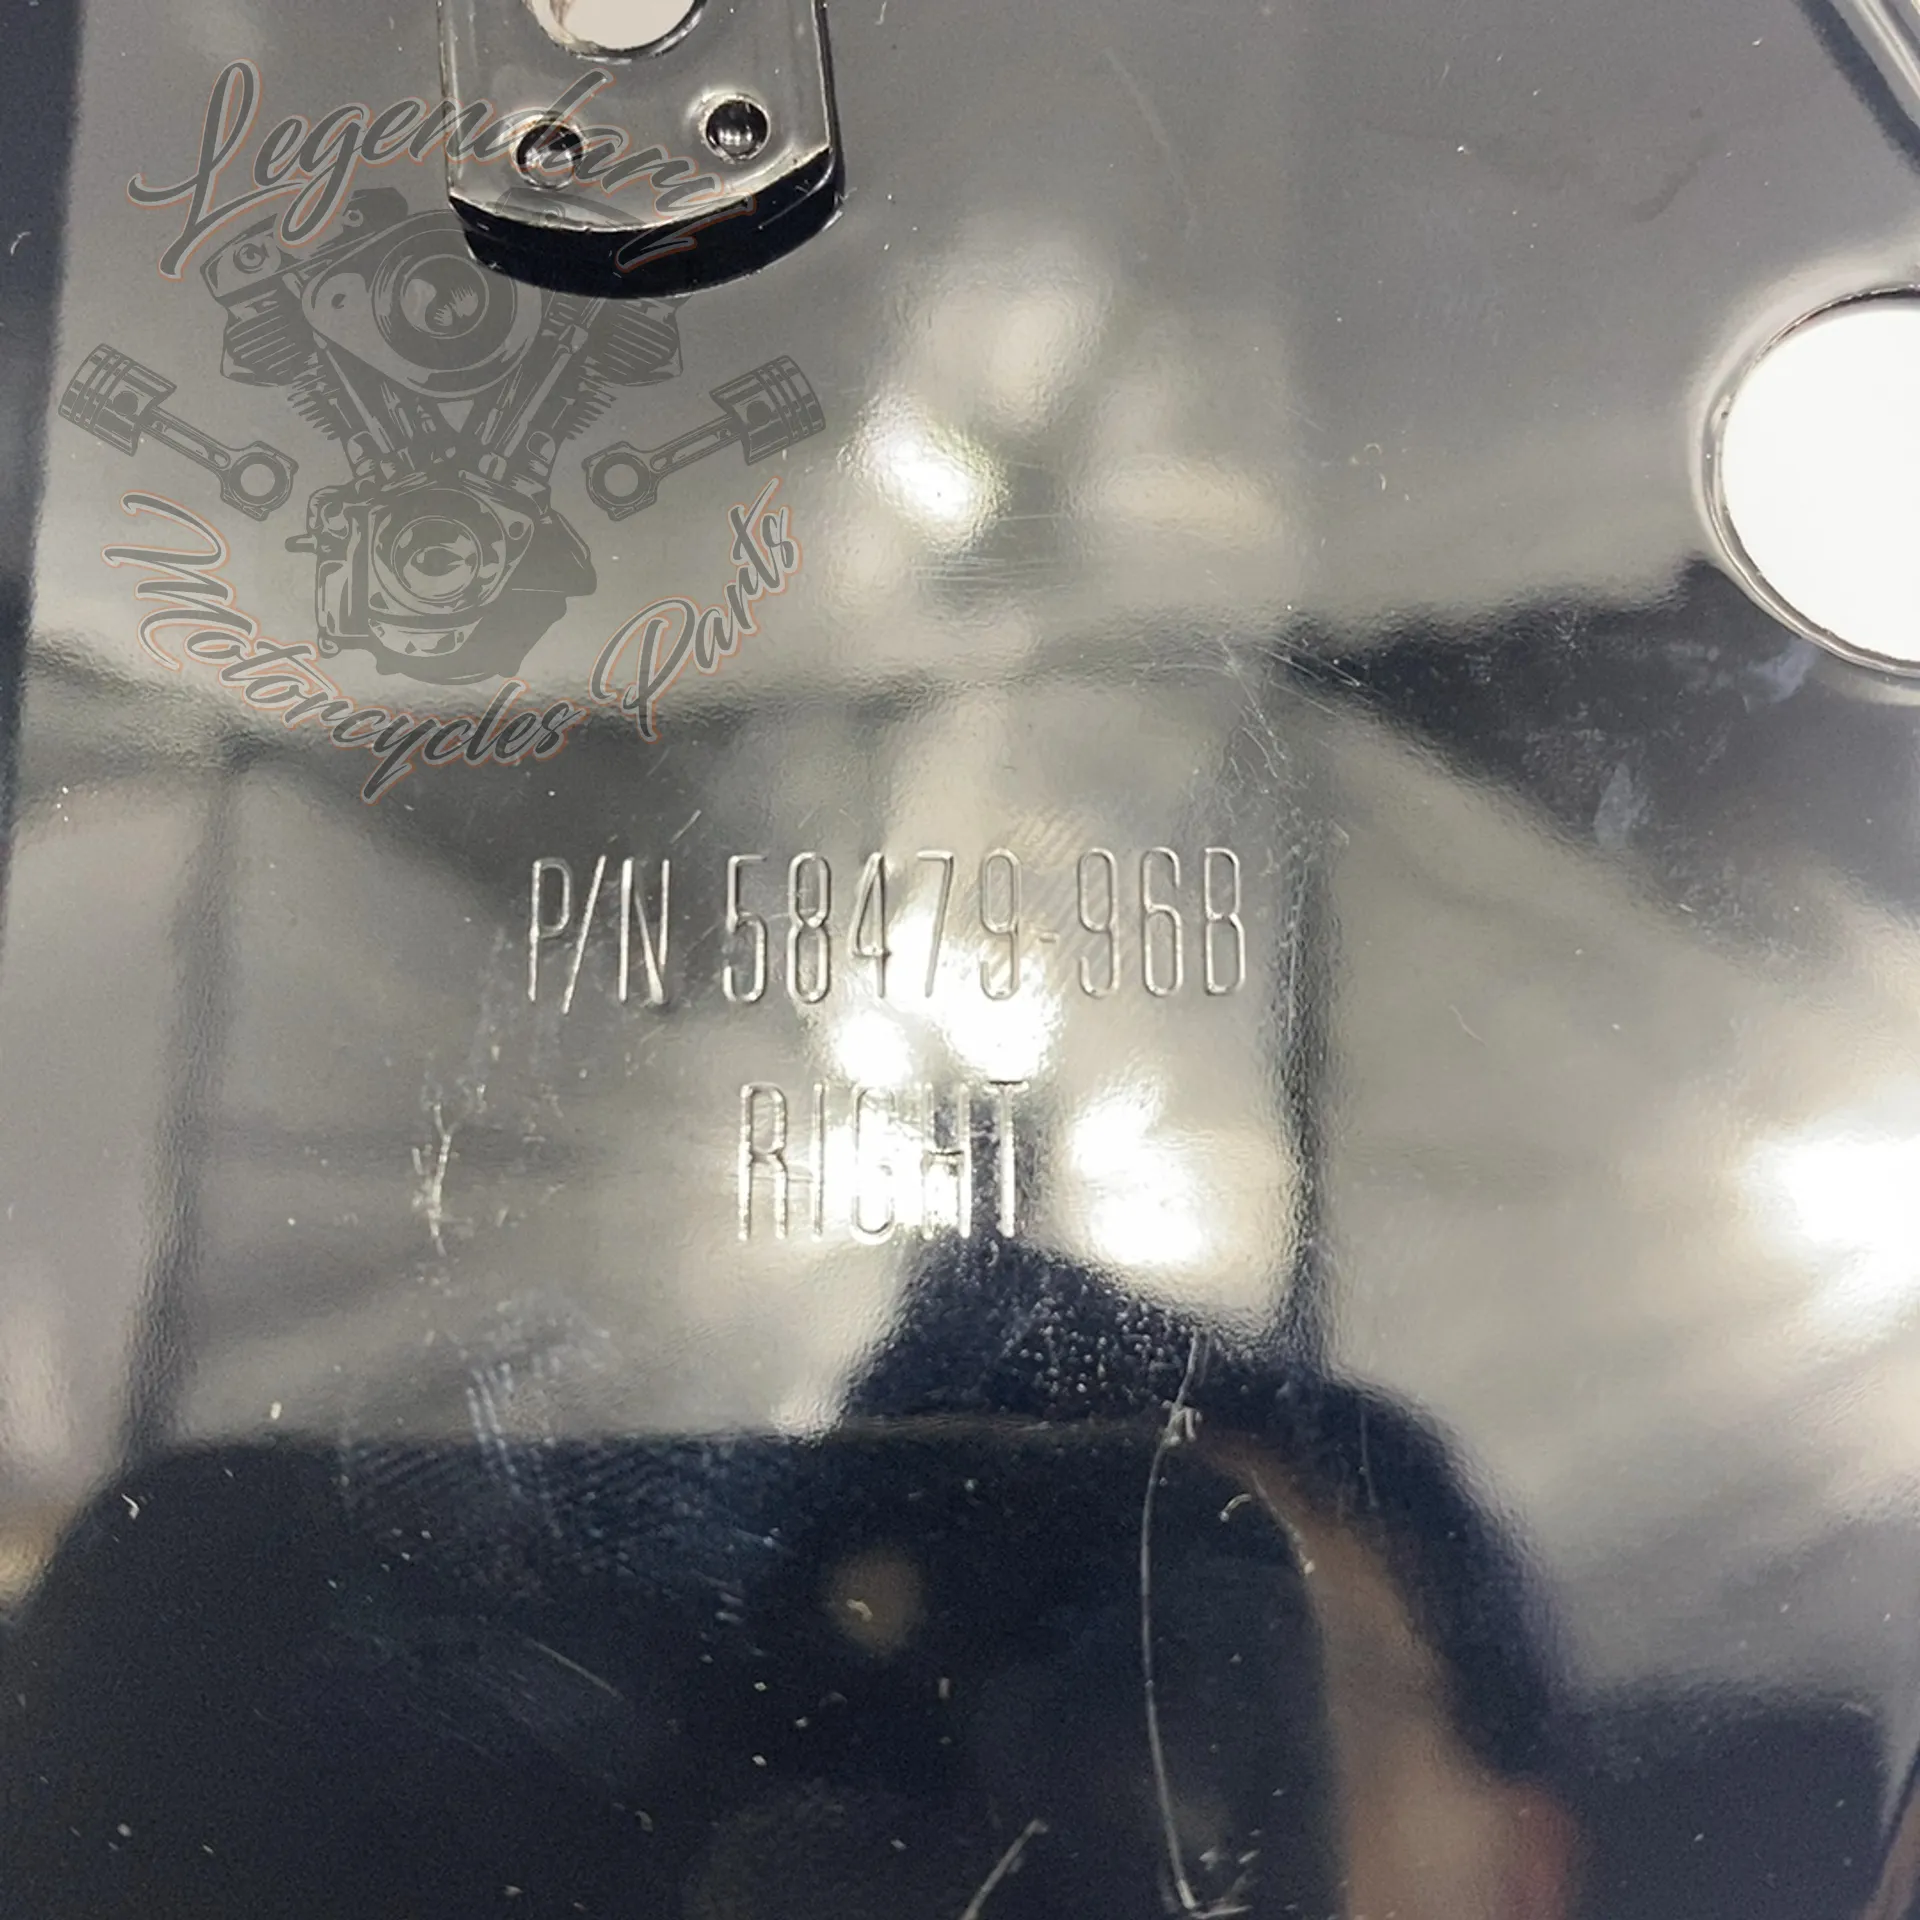 Legendary
Motorcycles Parts
P/N 58479-96B
RIGHT